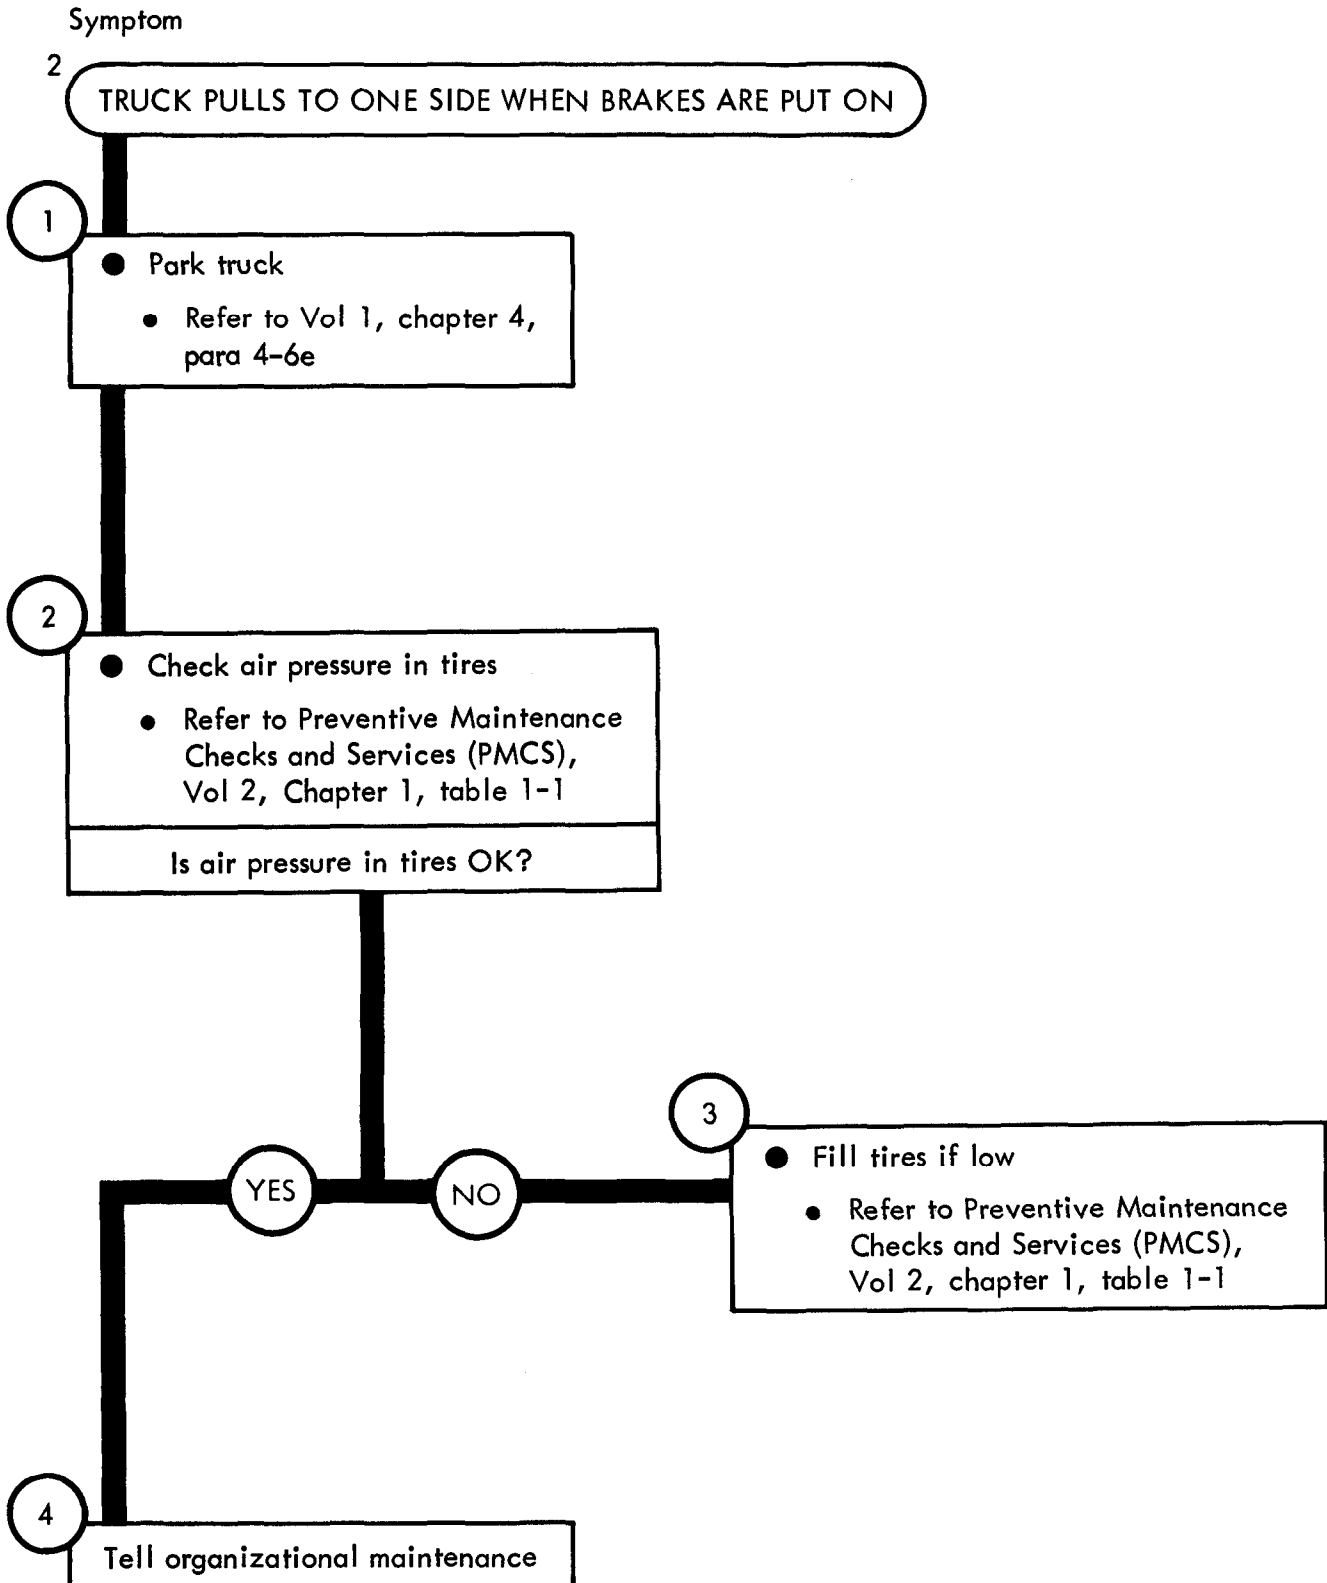 Symptom
2
TRUCK PULLS TO ONE SIDE WHEN BRAKES ARE PUT ON
1
● Park truck
● Refer to Vol 1, chapter 4,
para 4-6e
2
● Check air pressure in tires
● Refer to Preventive Maintenance
Checks and Services (PMCS),
Vol 2, Chapter 1, table 1-1
Is air pressure in tires OK?
YES
NO
3
● Fill tires if low
● Refer to Preventive Maintenance
Checks and Services (PMCS),
Vol 2, chapter 1, table 1-1
4
Tell organizational maintenance